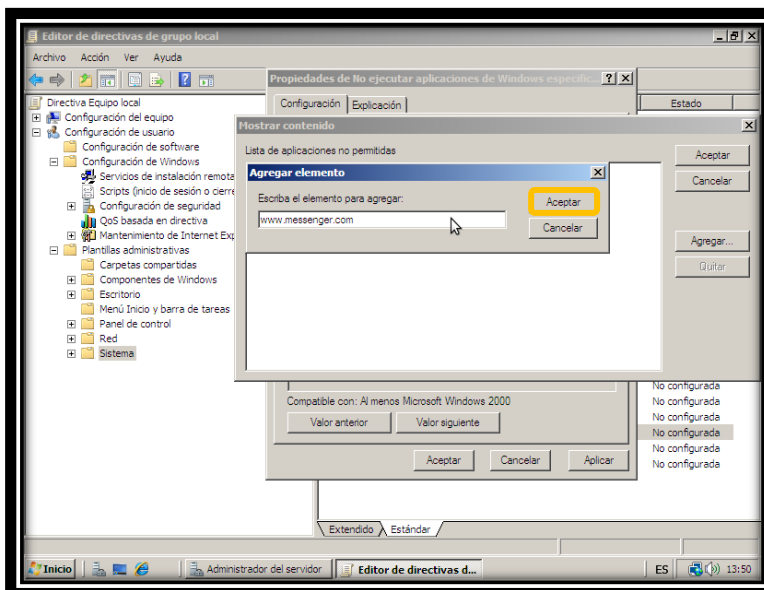 Editor de directivas de grupo local
Archivo Acción Ver Ayuda
Propiedades de No ejecutar aplicaciones de Windows específic...
Directiva Equipo local
Configuración del equipo
Configuración de usuario
Configuración de software
Configuración de Windows
Servicios de instalación remota
Scripts (inicio de sesión o cierre
Configuración de seguridad
QoS basada en directiva
Mantenimiento de Internet Exp
Plantillas administrativas
Carpetas compartidas
Componentes de Windows
Escritorio
Menú Inicio y barra de tareas
Panel de control
Red
Sistema
Configuración Explicación
Estado
Mostrar contenido
Lista de aplicaciones no permitidas
Aceptar
Cancelar
Agregar...
Quitar
Agregar elemento
Escriba el elemento para agregar:
www.messenger.com
Aceptar
Cancelar
Compatible con: Al menos Microsoft Windows 2000
Valor anterior Valor siguiente
Aceptar Cancelar Aplicar
No configurada
No configurada
No configurada
No configurada
No configurada
No configurada
Extendido Estándar
Inicio Administrador del servidor Editor de directivas d... ES 13:50